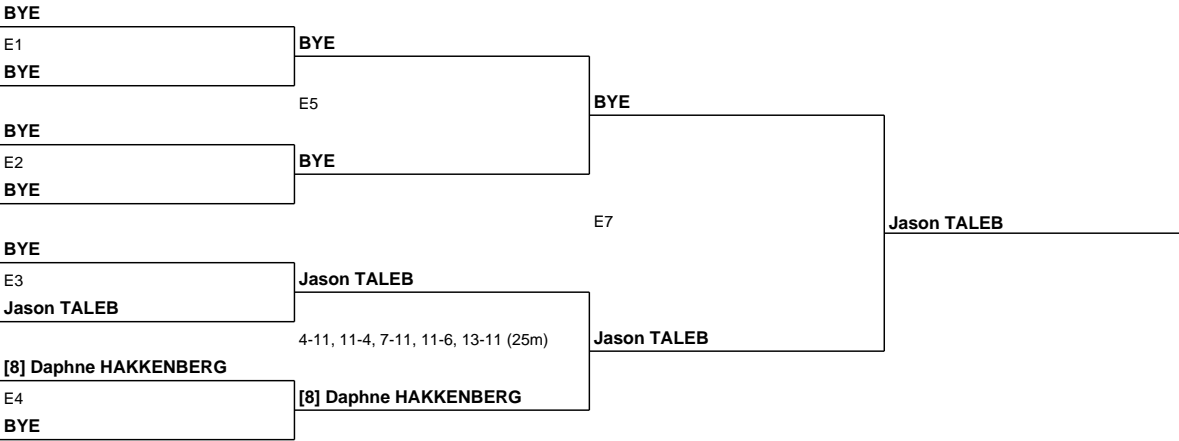 BYE
E1
BYE
BYE
E5
BYE
BYE
E2
BYE
BYE
E7
Jason TALEB
BYE
E3
Jason TALEB
Jason TALEB
4-11, 11-4, 7-11, 11-6, 13-11 (25m)
Jason TALEB
[8] Daphne HAKKENBERG
E4
[8] Daphne HAKKENBERG
BYE